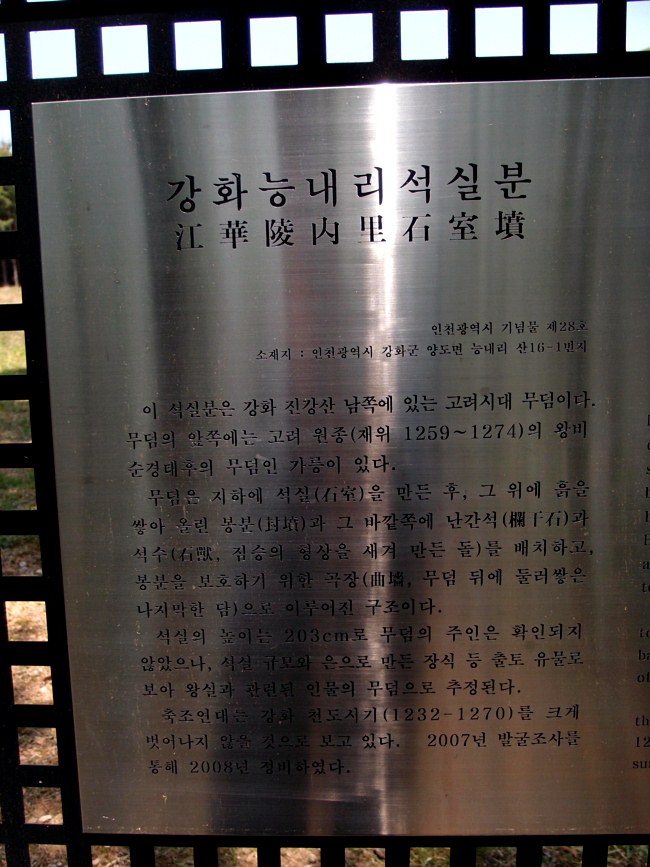 강화능내리석실분
江華陵內里石室墳
인천광역시 기념물 제28호
소재지 : 인천광역시 강화군 양도면 능내리 산16-1번지
이 석실분은 강화 진강산 남쪽에 있는 고려시대 무덤이다.
무덤의 앞쪽에는 고려 원종(재위 1259~1274)의 왕비
순경태후의 무덤인 가릉이 있다.
무덤은 지하에 석실(石室)을 만든 후, 그 위에 흙을
쌓아 올린 봉분(封墳)과 그 바깥쪽에 난간석(欄干石)과
석수(石獸, 짐승의 형상을 새겨 만든 돌)를 배치하고,
봉분을 보호하기 위한 곡장(曲墻, 무덤 뒤에 둘러쌓은
나지막한 담)으로 이루어진 구조이다.
석실의 높이는 203cm로 무덤의 주인은 확인되지
않았으나, 석실 규모와 은으로 만든 장식 등 출토 유물로
보아 왕실과 관련된 인물의 무덤으로 추정된다.
축조연대는 강화 천도시기(1232-1270)를 크게
벗어나지 않을 것으로 보고 있다. 2007년 발굴조사를
통해 2008년 정비하였다.